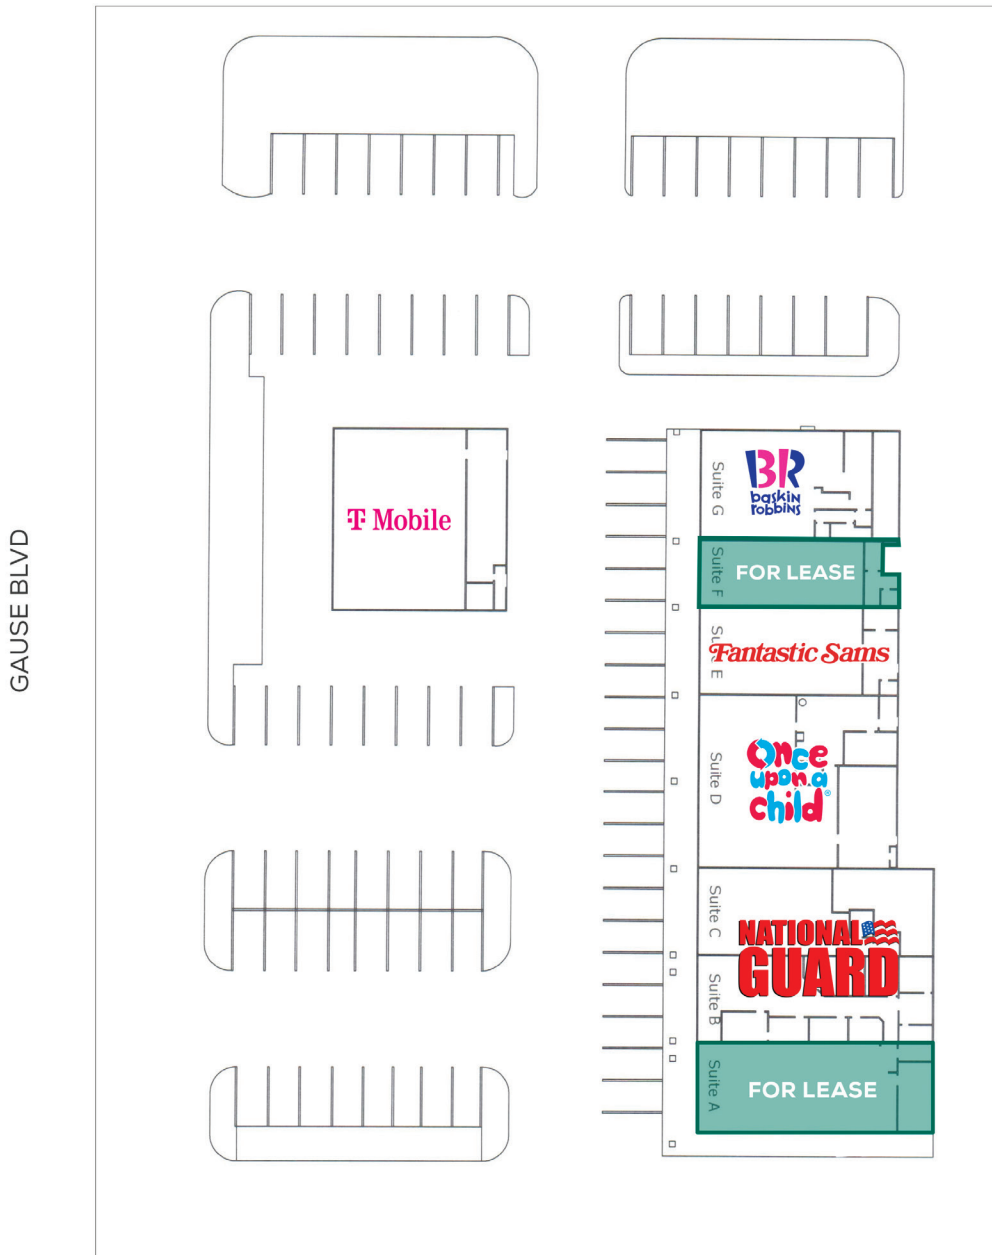 GAUSE BLVD
T Mobile
Suite G
BR
baskin
robbins
Suite F
FOR LEASE
Suite E
Fantastic Sams
Suite D
Once
upon a
child®
Suite C
NATIONAL
GUARD
Suite B
Suite A
FOR LEASE